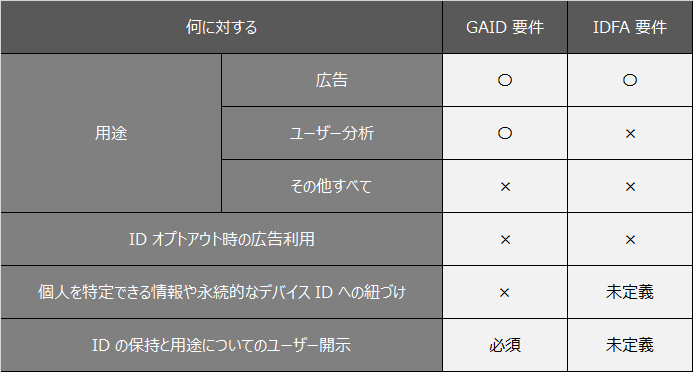 何に対する GAID 要件 IDFA 要件
用途 広告 〇 〇
ユーザー分析 〇 ×
その他すべて × ×
ID オプトアウト時の広告利用 × ×
個人を特定できる情報や永続的なデバイス ID への紐づけ × 未定義
ID の保持と用途についてのユーザー開示 必須 未定義